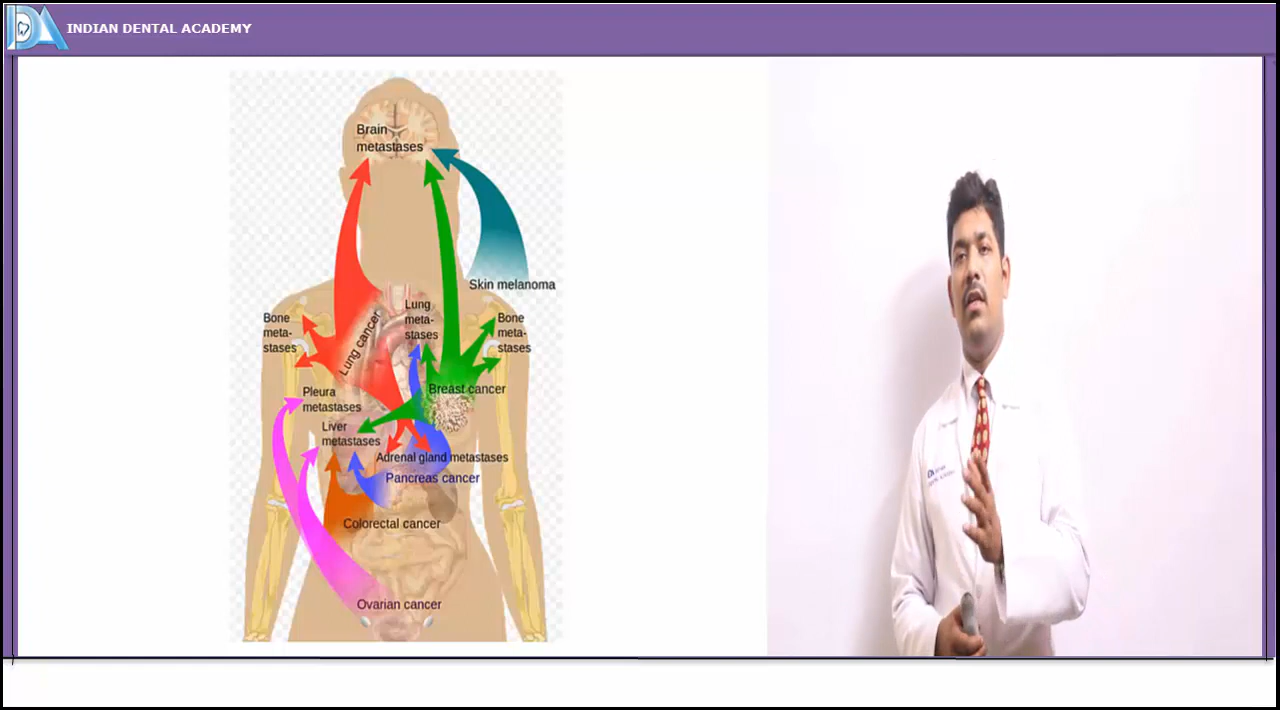 INDIAN DENTAL ACADEMY
Brain
metastases
Skin melanoma
Lung
meta-
stases
Bone
meta-
stases
Lung cancer
Bone
meta-
stases
Breast cancer
Pleura
metastases
Liver
metastases
Adrenal gland metastases
Pancreas cancer
Colorectal cancer
Ovarian cancer